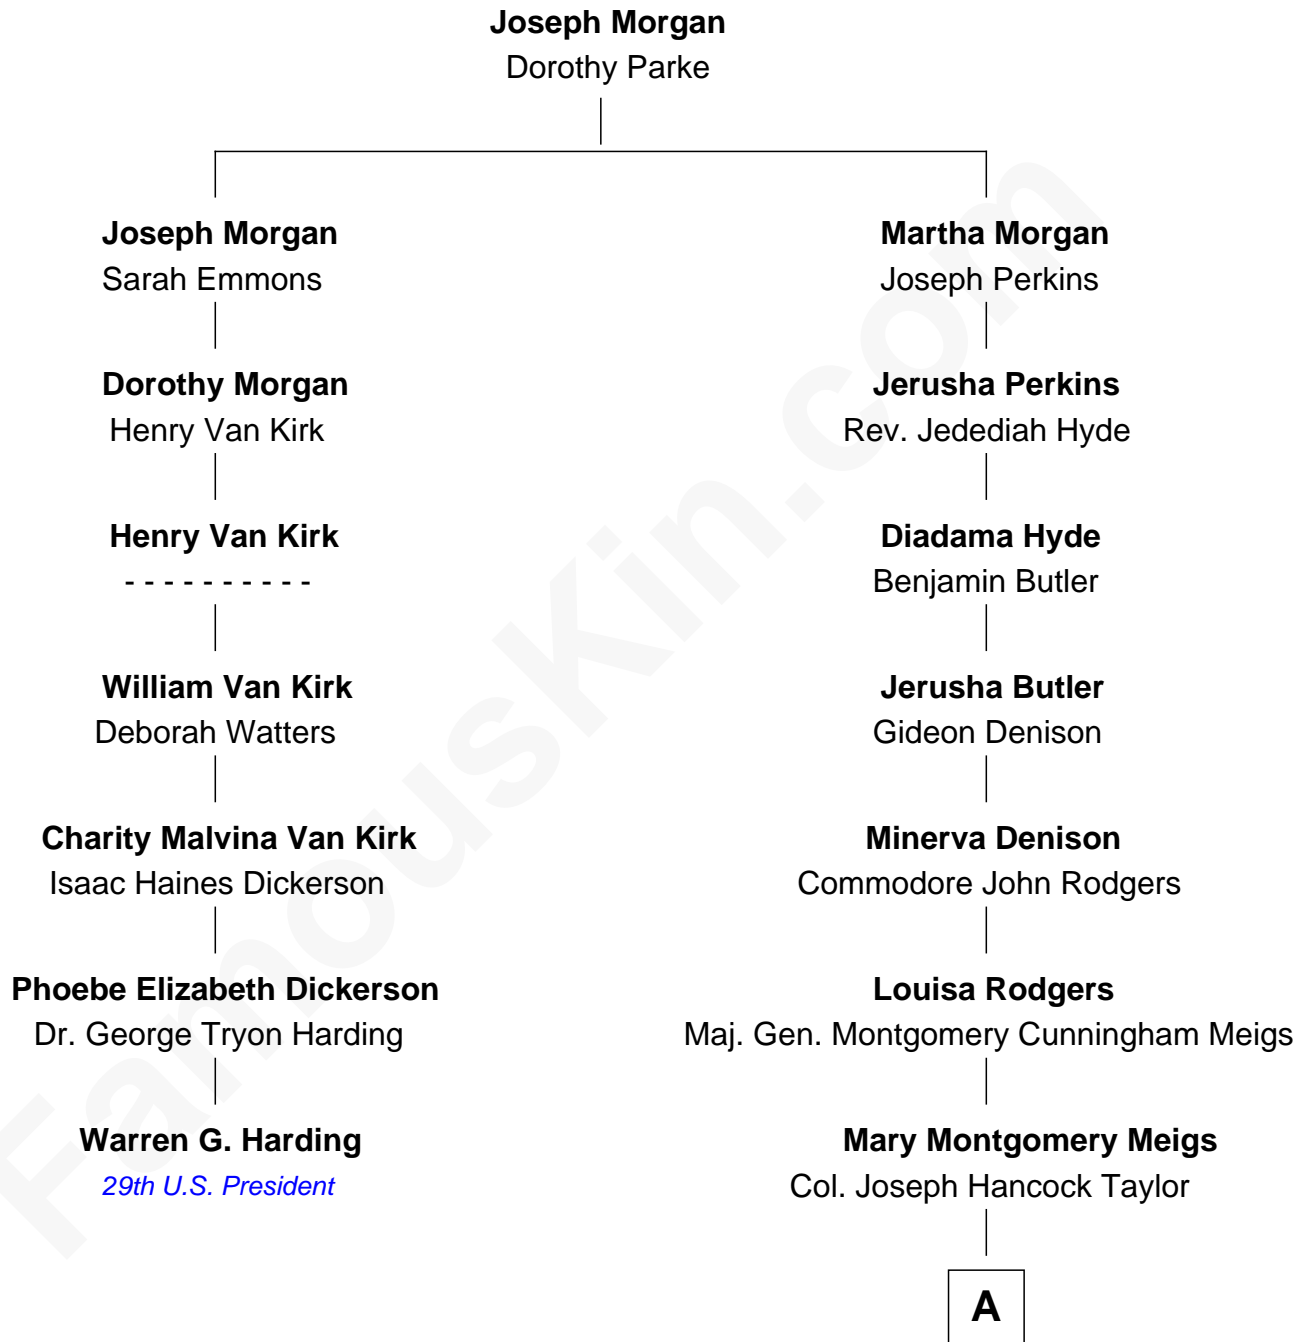 Joseph Morgan
Dorothy Parke
Joseph Morgan
Sarah Emmons
Dorothy Morgan
Henry Van Kirk
Henry Van Kirk
- - - - - - - - - -
William Van Kirk
Deborah Watters
Charity Malvina Van Kirk
Isaac Haines Dickerson
Phoebe Elizabeth Dickerson
Dr. George Tryon Harding
Warren G. Harding
29th U.S. President
Martha Morgan
Joseph Perkins
Jerusha Perkins
Rev. Jedediah Hyde
Diadama Hyde
Benjamin Butler
Jerusha Butler
Gideon Denison
Minerva Denison
Commodore John Rodgers
Louisa Rodgers
Maj. Gen. Montgomery Cunningham Meigs
Mary Montgomery Meigs
Col. Joseph Hancock Taylor
A
FamousKin.com